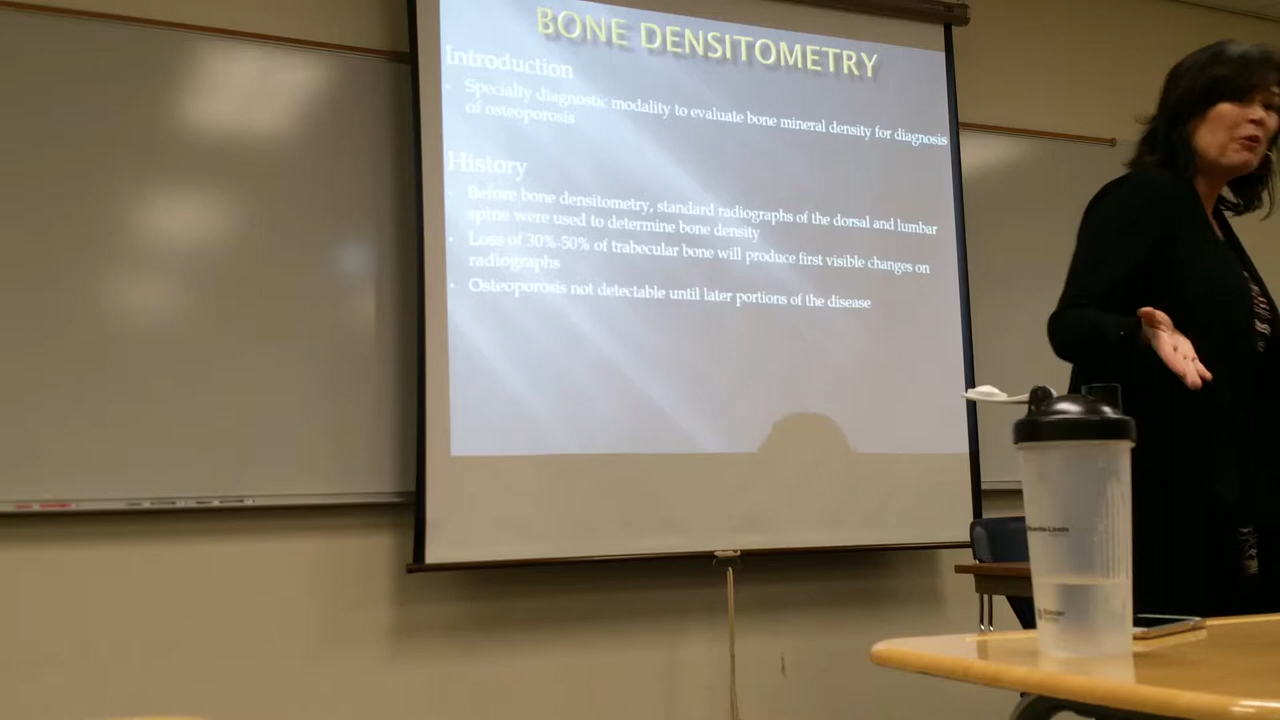 BONE DENSITOMETRY
Introduction
Specialty diagnostic modality to evaluate bone mineral density for diagnosis
of osteoporosis
History
Before bone densitometry, standard radiographs of the dorsal and lumbar
spine were used to determine bone density
Loss of 30%-50% of trabecular bone will produce first visible changes on
radiographs
Osteoporosis not detectable until later portions of the disease